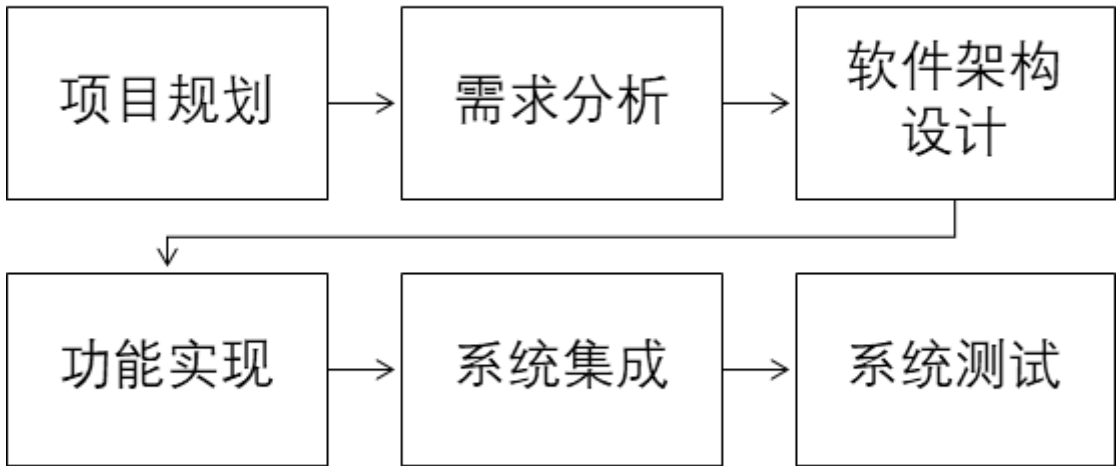 项目规划
需求分析
软件架构
设计
功能实现
系统集成
系统测试